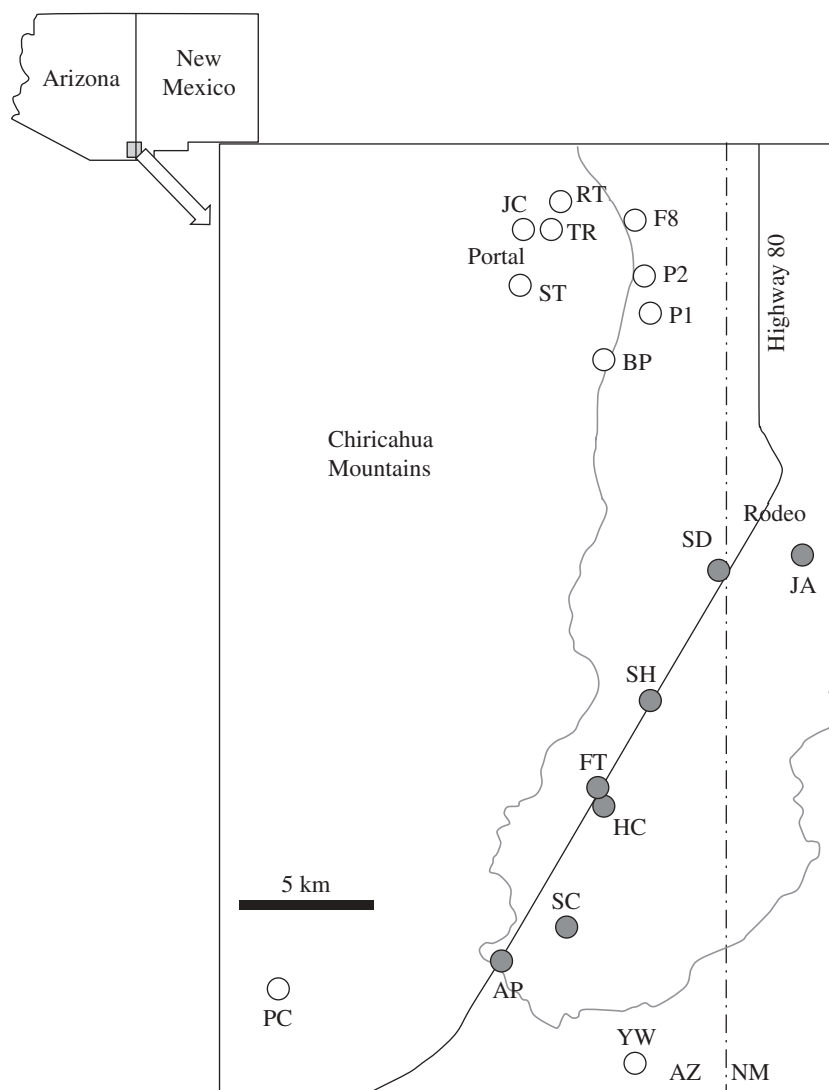 Arizona
New
Mexico
RT
JC
TR
F8
Portal
P2
ST
P1
BP
Highway 80
Chiricahua
Mountains
Rodeo
SD
JA
SH
FT
HC
5 km
SC
AP
PC
YW
AZ
NM